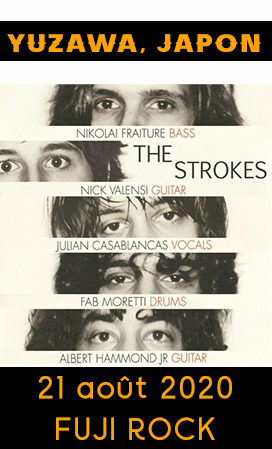 YUZAWA, JAPON
NIKOLAI FRAITURE BASS
THE
STROKES
NICK VALENSI GUITAR
JULIAN CASABLANCAS VOCALS
FAB MORETTI DRUMS
ALBERT HAMMOND JR GUITAR
21 août 2020
FUJI ROCK